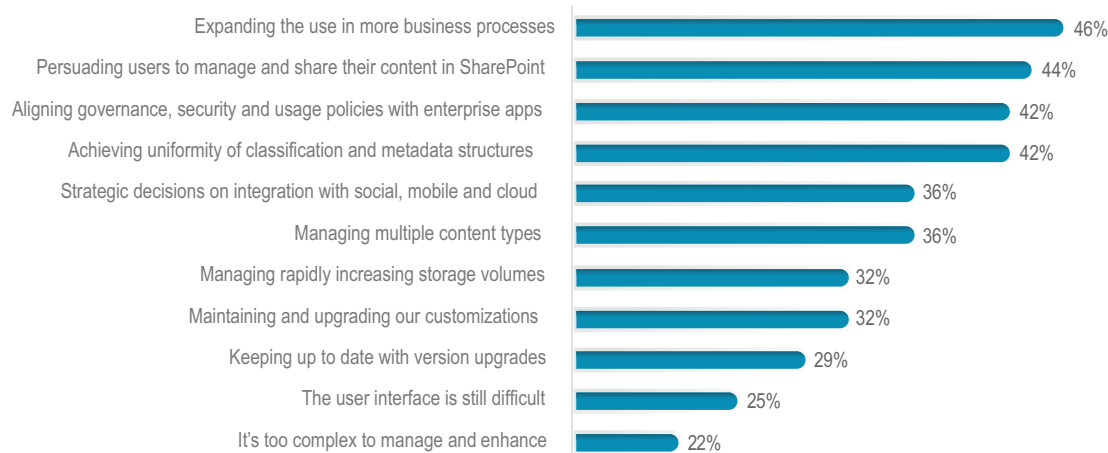 Expanding the use in more business processes 46%
Persuading users to manage and share their content in SharePoint 44%
Aligning governance, security and usage policies with enterprise apps 42%
Achieving uniformity of classification and metadata structures 42%
Strategic decisions on integration with social, mobile and cloud 36%
Managing multiple content types 36%
Managing rapidly increasing storage volumes 32%
Maintaining and upgrading our customizations 32%
Keeping up to date with version upgrades 29%
The user interface is still difficult 25%
It’s too complex to manage and enhance 22%